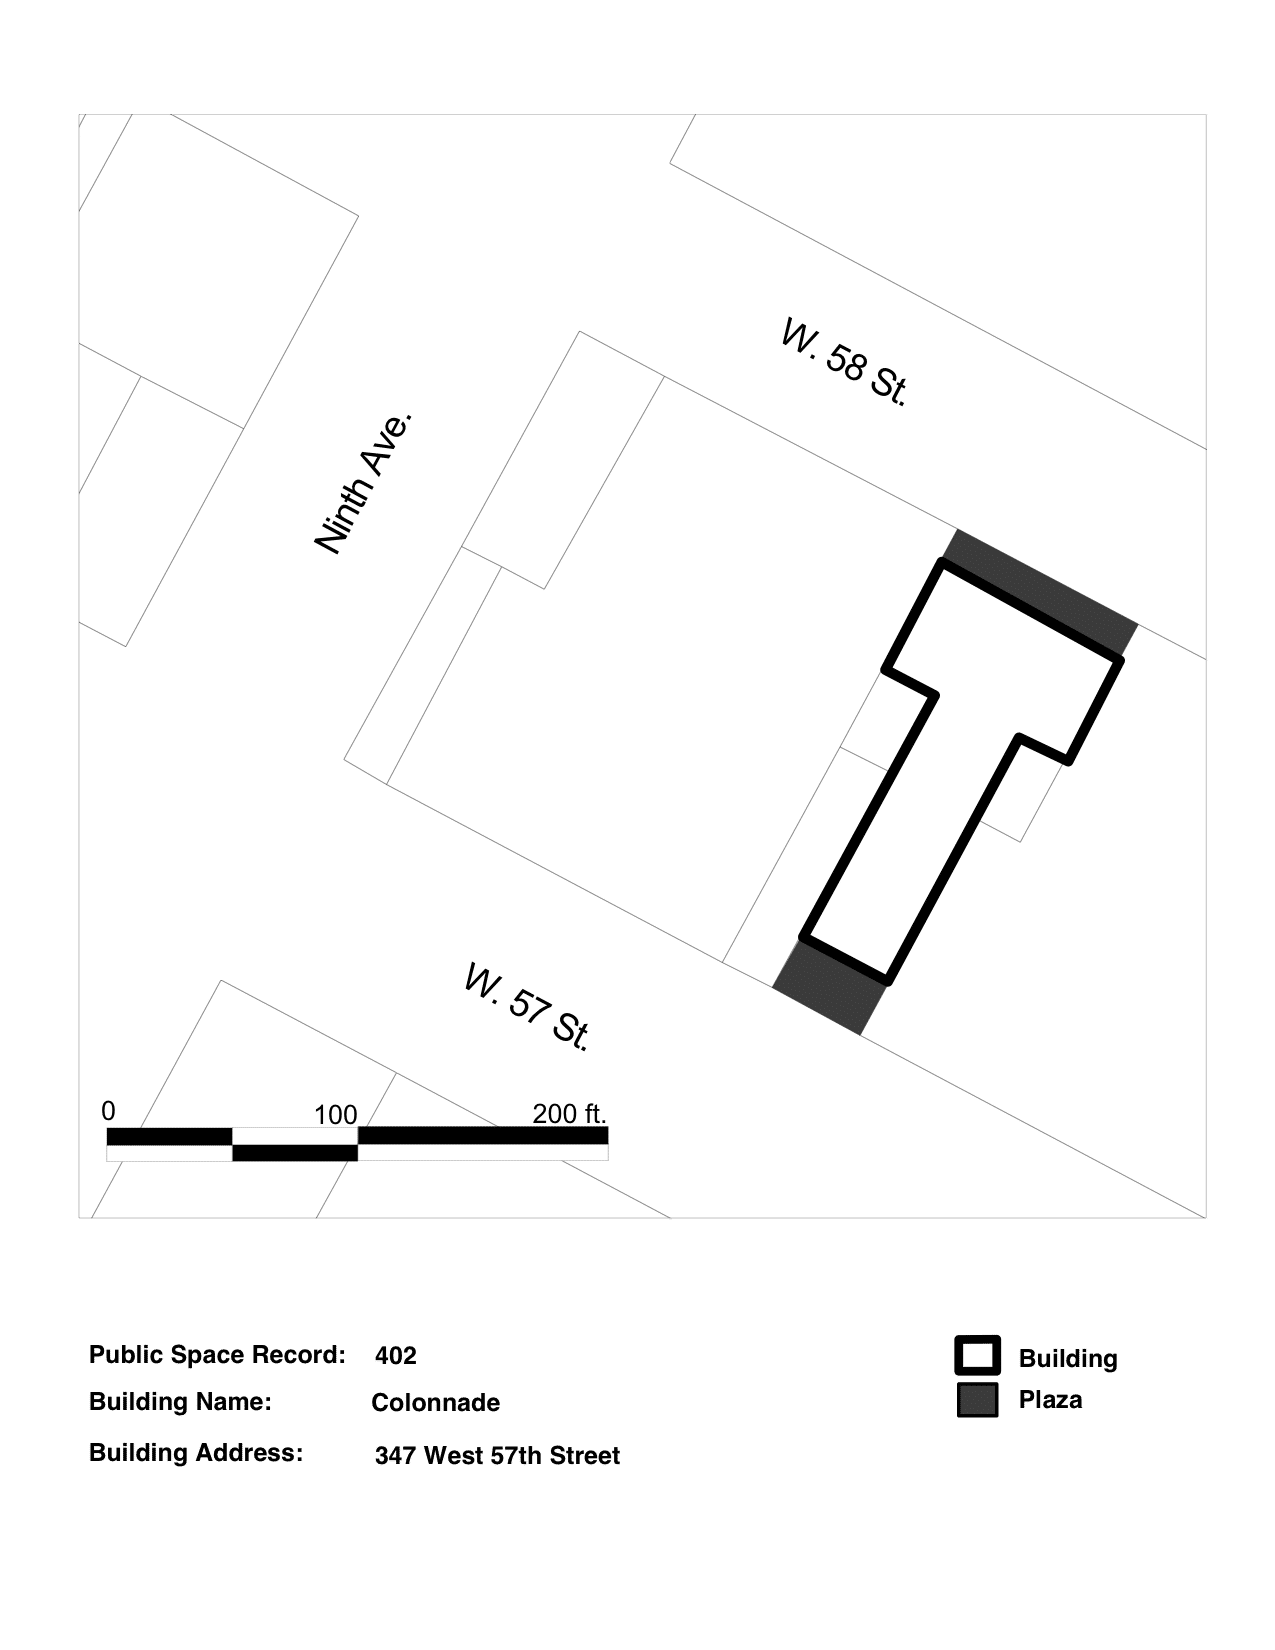 W. 58 St.
Ninth Ave.
W. 57 St.
0 100 200 ft.
Public Space Record: 402
Building Name: Colonnade
Building Address: 347 West 57th Street
Building
Plaza